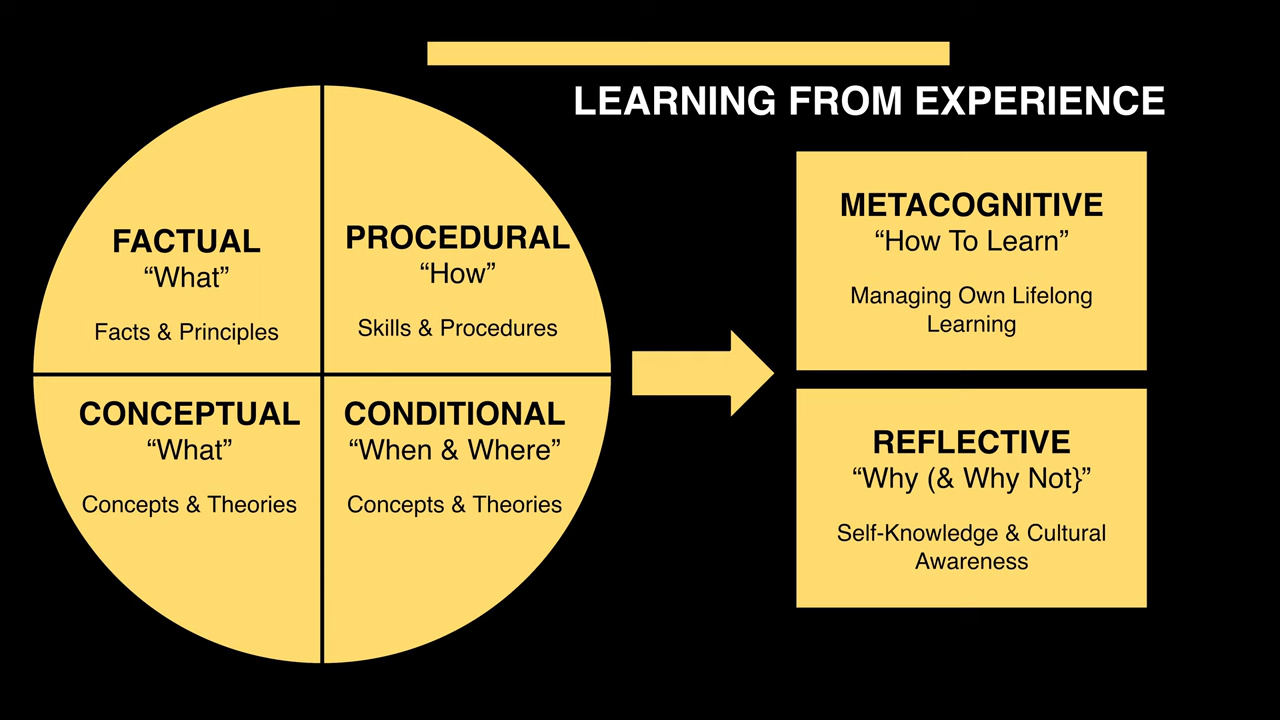 LEARNING FROM EXPERIENCE
FACTUAL
“What”
Facts & Principles
PROCEDURAL
“How”
Skills & Procedures
CONCEPTUAL
“What”
Concepts & Theories
CONDITIONAL
“When & Where”
Concepts & Theories
METACOGNITIVE
“How To Learn”
Managing Own Lifelong
Learning
REFLECTIVE
“Why (& Why Not}”
Self-Knowledge & Cultural
Awareness